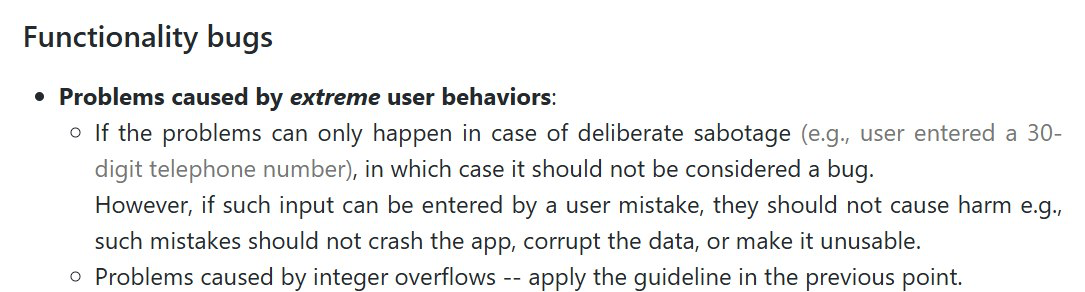 Functionality bugs
• Problems caused by extreme user behaviors:
◦ If the problems can only happen in case of deliberate sabotage (e.g., user entered a 30-
digit telephone number), in which case it should not be considered a bug.
However, if such input can be entered by a user mistake, they should not cause harm e.g.,
such mistakes should not crash the app, corrupt the data, or make it unusable.
◦ Problems caused by integer overflows -- apply the guideline in the previous point.